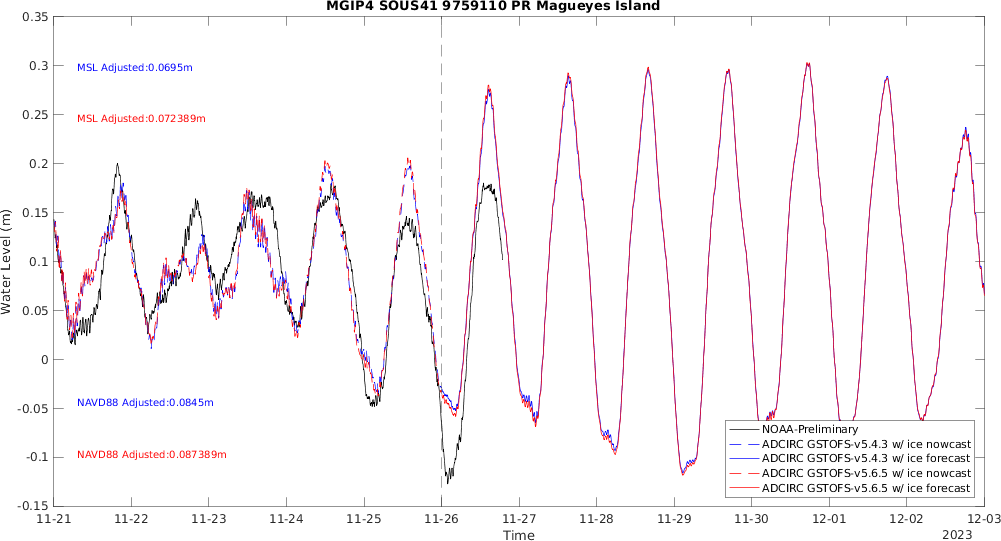 MGIP4 SOUS41 9759110 PR Magueyes Island
0.35
0.3
0.25
0.2
0.15
0.1
0.05
0
-0.05
-0.1
-0.15
Water Level (m)
MSL Adjusted:0.0695m
MSL Adjusted:0.072389m
NAVD88 Adjusted:0.0845m
NAVD88 Adjusted:0.087389m
NOAA-Preliminary
ADCIRC GSTOFS-v5.4.3 w/ ice nowcast
ADCIRC GSTOFS-v5.4.3 w/ ice forecast
ADCIRC GSTOFS-v5.6.5 w/ ice nowcast
ADCIRC GSTOFS-v5.6.5 w/ ice forecast
11-21 11-22 11-23 11-24 11-25 11-26 11-27 11-28 11-29 11-30 12-01 12-02 12-03
Time
2023